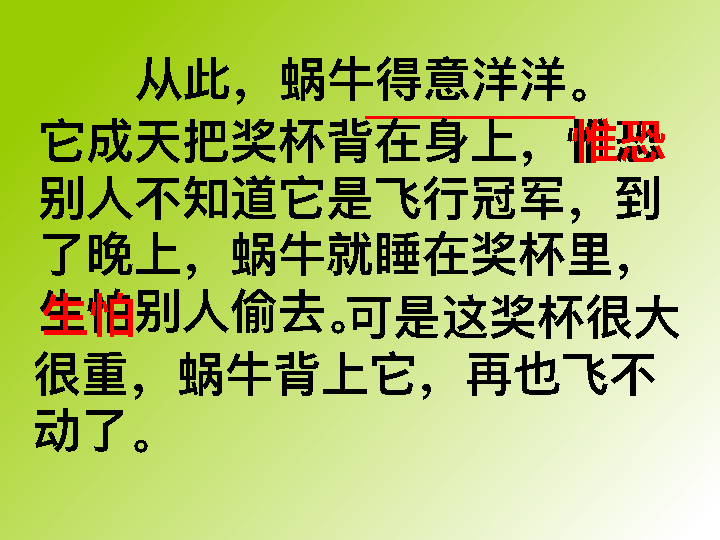 从此，蜗牛得意洋洋。
它成天把奖杯背在身上，惟恐
别人不知道它是飞行冠军，到
了晚上，蜗牛就睡在奖杯里，
生怕别人偷去。可是这奖杯很大
很重，蜗牛背上它，再也飞不
动了。